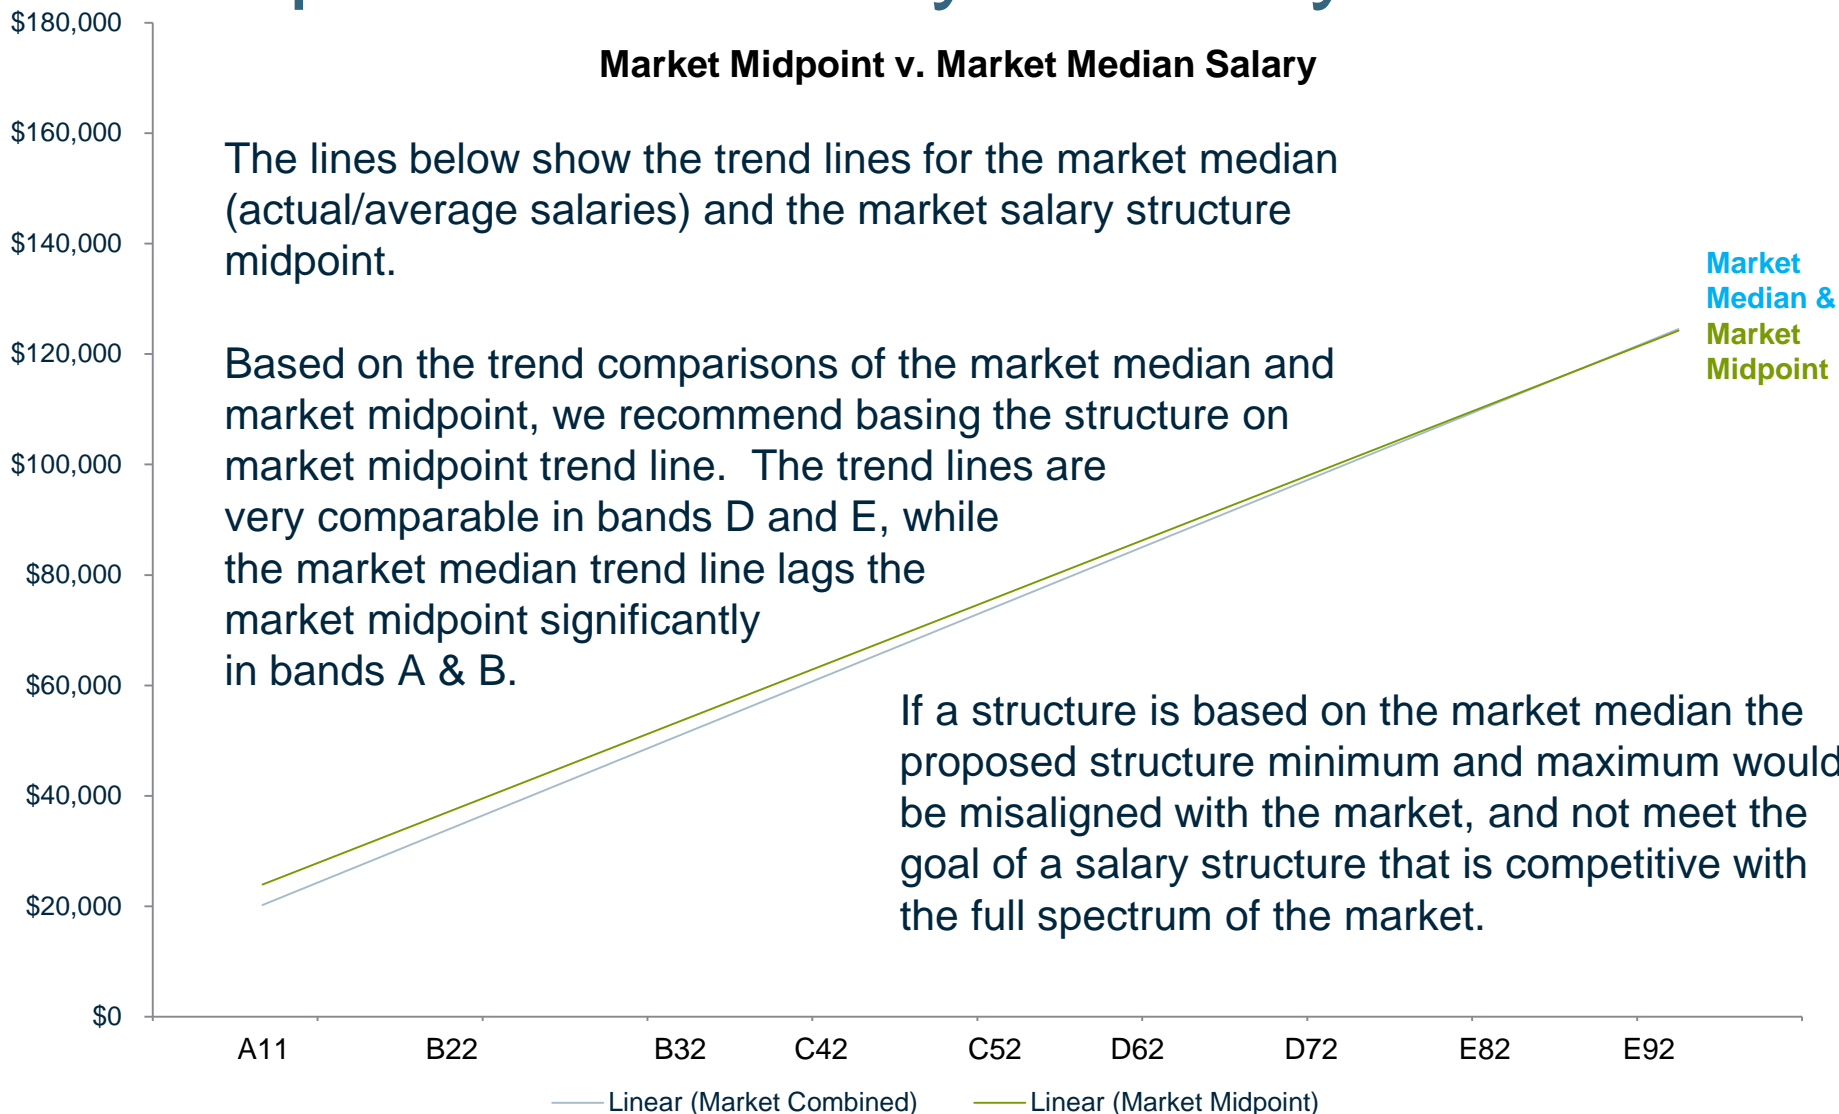 $180,000
Market Midpoint v. Market Median Salary
$160,000
The lines below show the trend lines for the market median
(actual/average salaries) and the market salary structure
midpoint.
$140,000
Market
Median &
Market
Midpoint
$120,000
Based on the trend comparisons of the market median and
market midpoint, we recommend basing the structure on
market midpoint trend line.  The trend lines are
very comparable in bands D and E, while
the market median trend line lags the
market midpoint significantly
in bands A & B.
$100,000
$80,000
$60,000
If a structure is based on the market median the
proposed structure minimum and maximum would
be misaligned with the market, and not meet the
goal of a salary structure that is competitive with
the full spectrum of the market.
$40,000
$20,000
$0
A11 B22 B32 C42 C52 D62 D72 E82 E92
Linear (Market Combined) Linear (Market Midpoint)